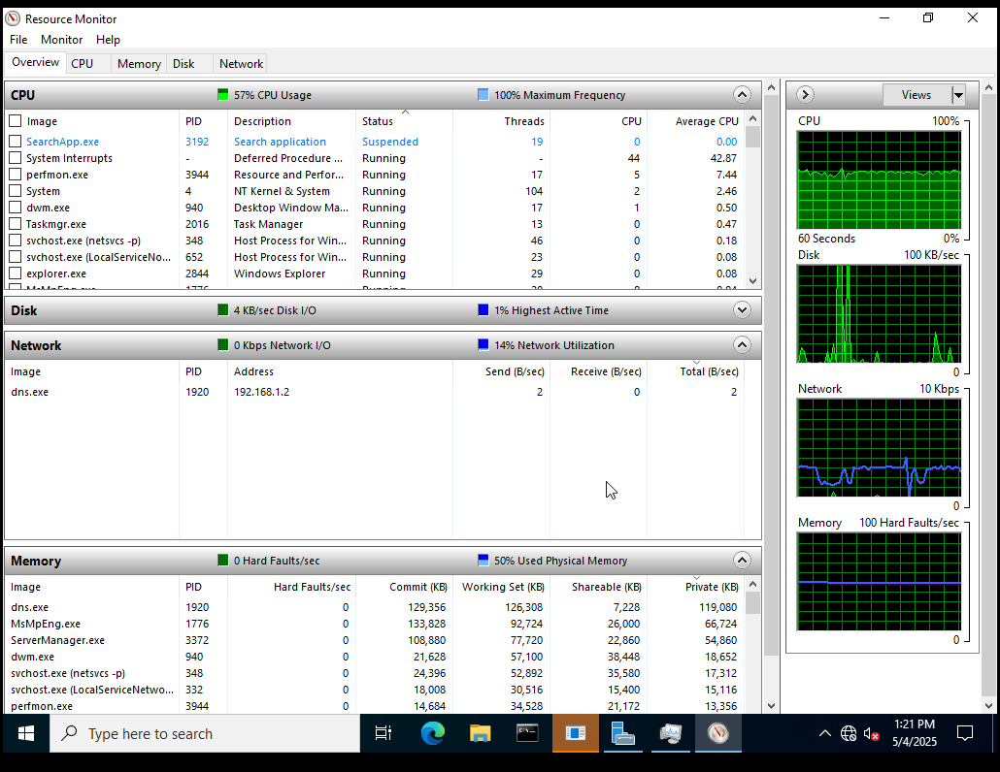 Resource Monitor
File Monitor Help
Overview CPU Memory Disk Network
CPU 57% CPU Usage 100% Maximum Frequency
Image PID Description Status Threads CPU Average CPU
SearchApp.exe 3192 Search application Suspended 19 0 0.00
System Interrupts - Deferred Procedure ... Running - 44 42.87
perfmon.exe 3944 Resource and Perfor... Running 17 5 7.44
System 4 NT Kernel & System Running 104 2 2.46
dwm.exe 940 Desktop Window Ma... Running 17 1 0.50
Taskmgr.exe 2016 Task Manager Running 13 0 0.47
svchost.exe (netsvcs -p) 348 Host Process for Win... Running 46 0 0.18
svchost.exe (LocalServiceNo... 652 Host Process for Win... Running 23 0 0.08
explorer.exe 2844 Windows Explorer Running 29 0 0.08
Disk 4 KB/sec Disk I/O 1% Highest Active Time
Network 0 Kbps Network I/O 14% Network Utilization
Image PID Address Send (B/sec) Receive (B/sec) Total (B/sec)
dns.exe 1920 192.168.1.2 2 0 2
Memory 0 Hard Faults/sec 50% Used Physical Memory
Image PID Hard Faults/sec Commit (KB) Working Set (KB) Shareable (KB) Private (KB)
dns.exe 1920 0 129,356 126,308 7,228 119,080
MsMpEng.exe 1776 0 133,828 92,724 26,000 66,724
ServerManager.exe 3372 0 108,880 77,720 22,860 54,860
dwm.exe 940 0 21,628 57,100 38,448 18,652
svchost.exe (netsvcs -p) 348 0 24,396 52,892 35,580 17,312
svchost.exe (LocalServiceNetwo... 332 0 18,008 30,516 15,400 15,116
perfmon.exe 3944 0 14,684 34,528 21,172 13,356
Views
CPU 100%
60 Seconds 0%
Disk 100 KB/sec
0
Network 10 Kbps
0
Memory 100 Hard Faults/sec
0
Type here to search
1:21 PM
5/4/2025